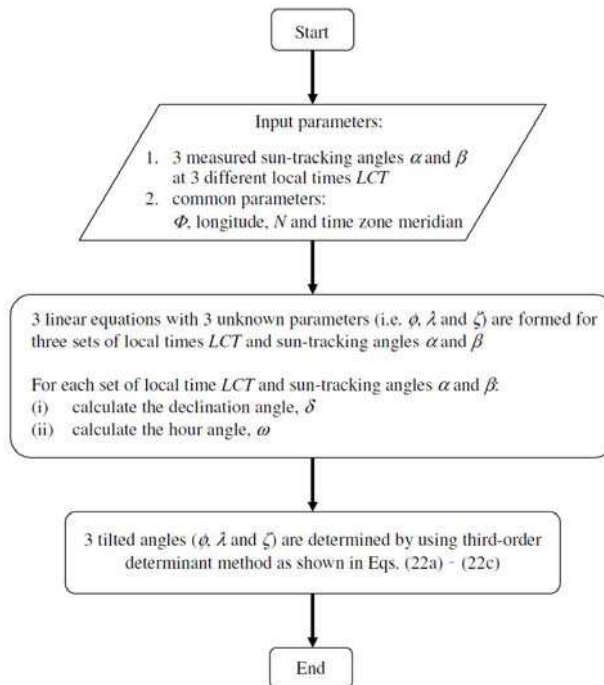 Start
Input parameters:
1. 3 measured sun-tracking angles α and β
at 3 different local times LCT
2. common parameters:
Φ, longitude, N and time zone meridian
3 linear equations with 3 unknown parameters (i.e. ϕ, λ and ζ) are formed for
three sets of local times LCT and sun-tracking angles α and β
For each set of local time LCT and sun-tracking angles α and β:
(i) calculate the declination angle, δ
(ii) calculate the hour angle, ω
3 tilted angles (ϕ, λ and ζ) are determined by using third-order
determinant method as shown in Eqs. (22a) - (22c)
End